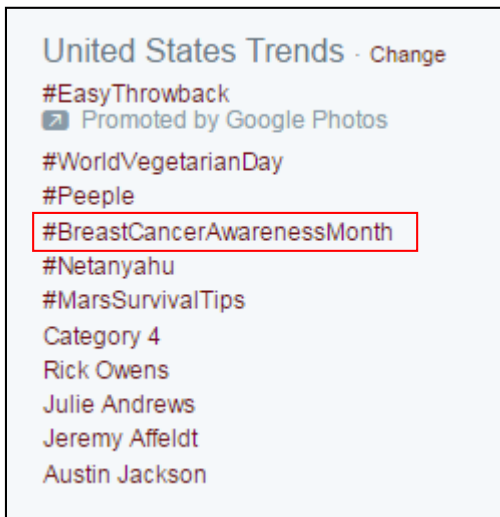 United States Trends · Change
#EasyThrowback
Promoted by Google Photos
#WorldVegetarianDay
#Peeple
#BreastCancerAwarenessMonth
#Netanyahu
#MarsSurvivalTips
Category 4
Rick Owens
Julie Andrews
Jeremy Affeldt
Austin Jackson